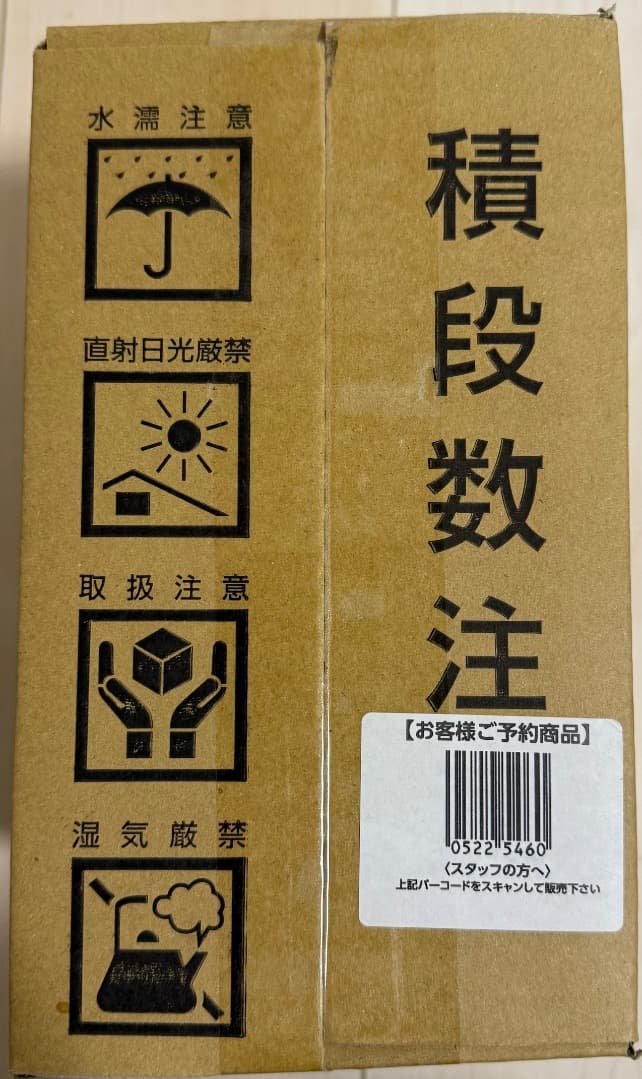 水濡注意
直射日光厳禁
取扱注意
湿気厳禁
積段数注
【お客様ご予約商品】
0522 5460
〈スタッフの方へ〉
上記バーコードをスキャンして販売下さい